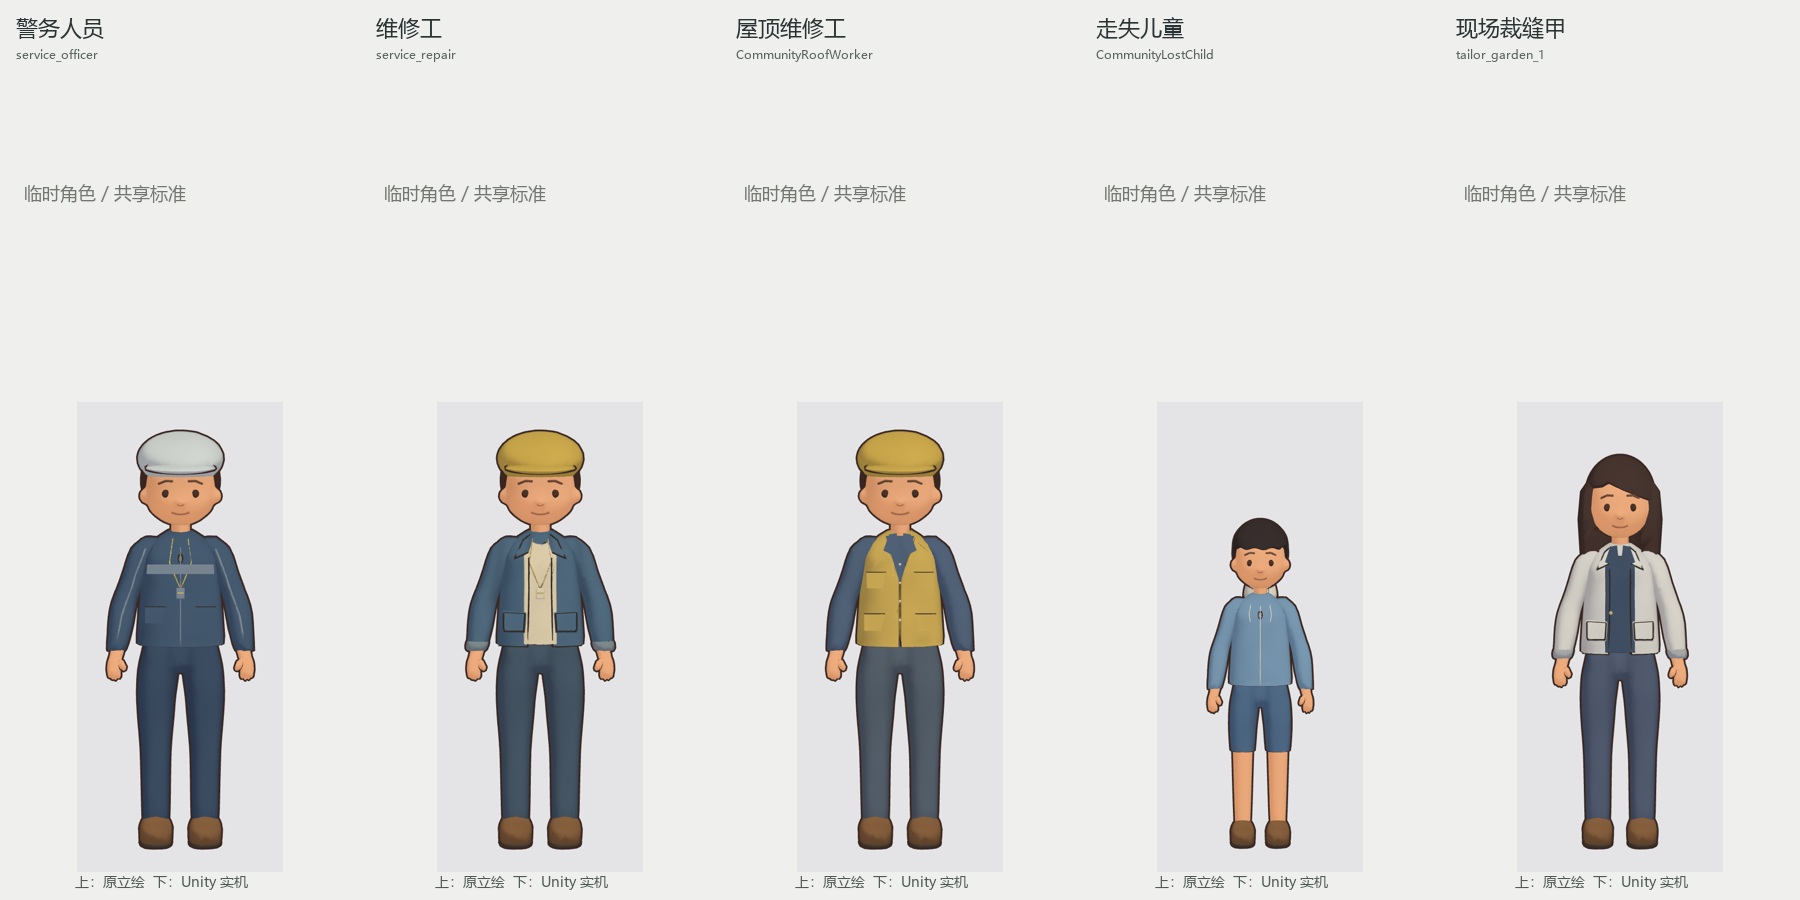 警务人员
service_officer
临时角色 / 共享标准
上：原立绘 下：Unity 实机
维修工
service_repair
临时角色 / 共享标准
上：原立绘 下：Unity 实机
屋顶维修工
CommunityRoofWorker
临时角色 / 共享标准
上：原立绘 下：Unity 实机
走失儿童
CommunityLostChild
临时角色 / 共享标准
上：原立绘 下：Unity 实机
现场裁缝甲
tailor_garden_1
临时角色 / 共享标准
上：原立绘 下：Unity 实机